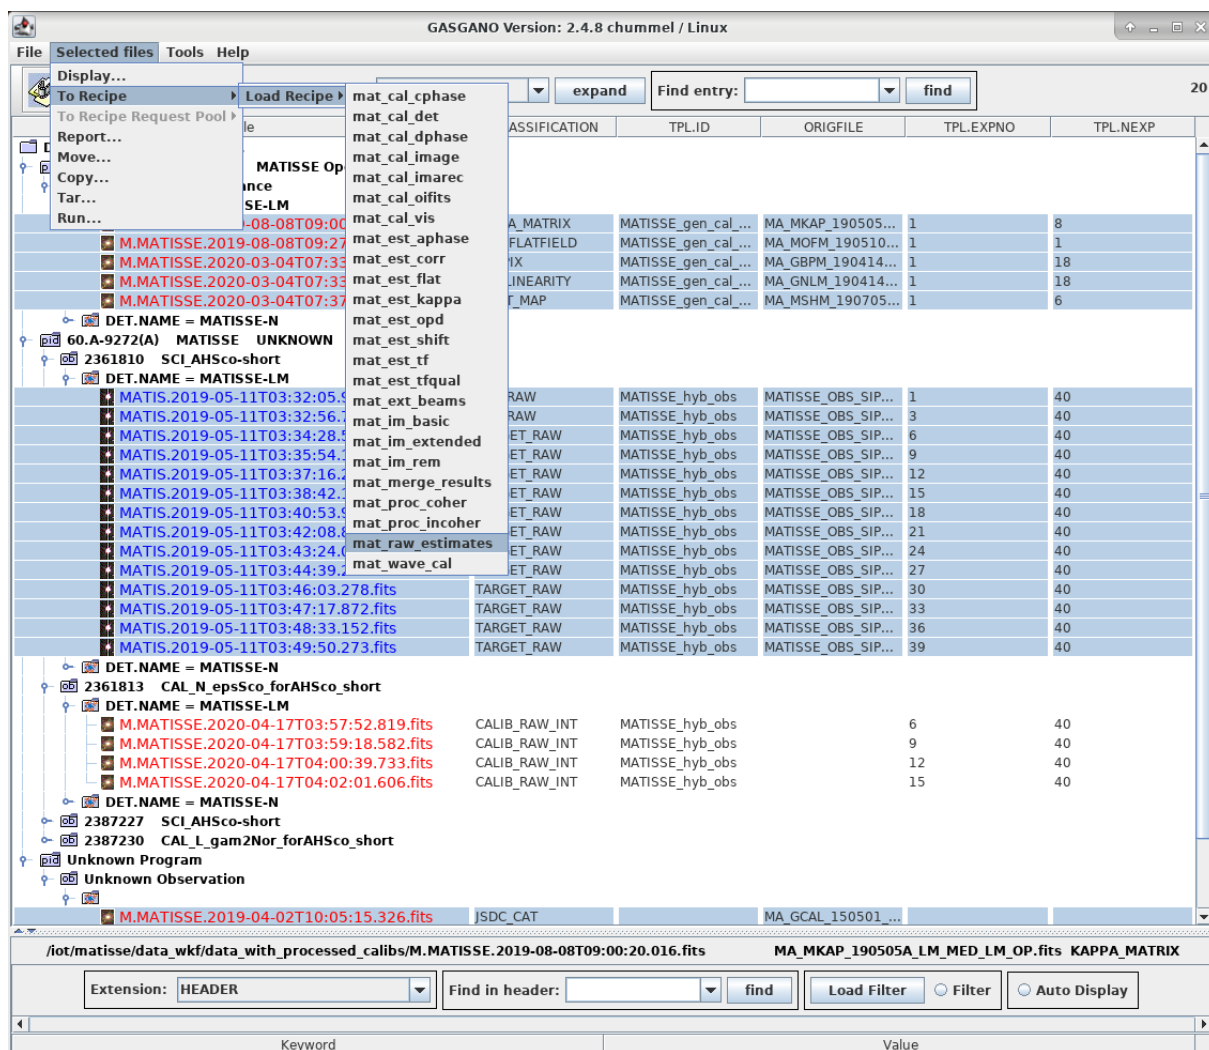 GASGANO Version: 2.4.8 chummel / Linux
File Selected files Tools Help
Display...
To Recipe Load Recipe mat_cal_cphase expand Find entry: find 20
To Recipe Request Pool mat_cal_det
Report... mat_cal_dphase ASSIFICATION TPL.ID ORIGFILE TPL.EXPNO TPL.NEXP
Move... mat_cal_image
Copy... mat_cal_imarec MATISSE Op
Tar... mat_cal_oifits
Run... mat_cal_vis SE-LM
-08-08T09:00 A_MATRIX MATISSE_gen_cal_... MA_MKAP_190505... 1 8
M.MATISSE.2019-08-08T09:27 mat_est_aphase FLATFIELD MATISSE_gen_cal_... MA_MOFM_190510... 1 1
M.MATISSE.2020-03-04T07:33 mat_est_corr IX MATISSE_gen_cal_... MA_GBPM_190414... 1 18
M.MATISSE.2020-03-04T07:33 mat_est_flat INEARITY MATISSE_gen_cal_... MA_GNLM_190414... 1 18
M.MATISSE.2020-03-04T07:37 mat_est_kappa T_MAP MATISSE_gen_cal_... MA_MSHM_190705... 1 6
DET.NAME = MATISSE-N mat_est_opd
60.A-9272(A) MATISSE UNKNOWN mat_est_shift
2361810 SCI_AHSco-short mat_est_tf
DET.NAME = MATISSE-LM mat_est_tfqual
MATIS.2019-05-11T03:32:05.9 mat_ext_beams RAW MATISSE_hyb_obs MATISSE_OBS_SIP... 1 40
MATIS.2019-05-11T03:32:56.7 mat_im_basic RAW MATISSE_hyb_obs MATISSE_OBS_SIP... 3 40
MATIS.2019-05-11T03:34:28.5 mat_im_extended ET_RAW MATISSE_hyb_obs MATISSE_OBS_SIP... 6 40
MATIS.2019-05-11T03:35:54.1 mat_im_rem ET_RAW MATISSE_hyb_obs MATISSE_OBS_SIP... 9 40
MATIS.2019-05-11T03:37:16.2 mat_merge_results ET_RAW MATISSE_hyb_obs MATISSE_OBS_SIP... 12 40
MATIS.2019-05-11T03:38:42.1 mat_proc_coher ET_RAW MATISSE_hyb_obs MATISSE_OBS_SIP... 15 40
MATIS.2019-05-11T03:40:53.9 mat_proc_incoher ET_RAW MATISSE_hyb_obs MATISSE_OBS_SIP... 18 40
MATIS.2019-05-11T03:42:08.8 ET_RAW MATISSE_hyb_obs MATISSE_OBS_SIP... 21 40
MATIS.2019-05-11T03:43:24.0 mat_raw_estimates ET_RAW MATISSE_hyb_obs MATISSE_OBS_SIP... 24 40
MATIS.2019-05-11T03:44:39.2 mat_wave_cal ET_RAW MATISSE_hyb_obs MATISSE_OBS_SIP... 27 40
MATIS.2019-05-11T03:46:03.278.fits TARGET_RAW MATISSE_hyb_obs MATISSE_OBS_SIP... 30 40
MATIS.2019-05-11T03:47:17.872.fits TARGET_RAW MATISSE_hyb_obs MATISSE_OBS_SIP... 33 40
MATIS.2019-05-11T03:48:33.152.fits TARGET_RAW MATISSE_hyb_obs MATISSE_OBS_SIP... 36 40
MATIS.2019-05-11T03:49:50.273.fits TARGET_RAW MATISSE_hyb_obs MATISSE_OBS_SIP... 39 40
DET.NAME = MATISSE-N
2361813 CAL_N_epsSco_forAHSco_short
DET.NAME = MATISSE-LM
M.MATISSE.2020-04-17T03:57:52.819.fits CALIB_RAW_INT MATISSE_hyb_obs 6 40
M.MATISSE.2020-04-17T03:59:18.582.fits CALIB_RAW_INT MATISSE_hyb_obs 9 40
M.MATISSE.2020-04-17T04:00:39.733.fits CALIB_RAW_INT MATISSE_hyb_obs 12 40
M.MATISSE.2020-04-17T04:02:01.606.fits CALIB_RAW_INT MATISSE_hyb_obs 15 40
DET.NAME = MATISSE-N
2387227 SCI_AHSco-short
2387230 CAL_L_gam2Nor_forAHSco_short
Unknown Program
Unknown Observation
M.MATISSE.2019-04-02T10:05:15.326.fits JSDC_CAT MA_GCAL_150501_... 
/iot/matisse/data_wkf/data_with_processed_calibs/M.MATISSE.2019-08-08T09:00:20.016.fits MA_MKAP_190505A_LM_MED_LM_OP.fits KAPPA_MATRIX
Extension: HEADER Find in header: find Load Filter Filter Auto Display
Keyword Value